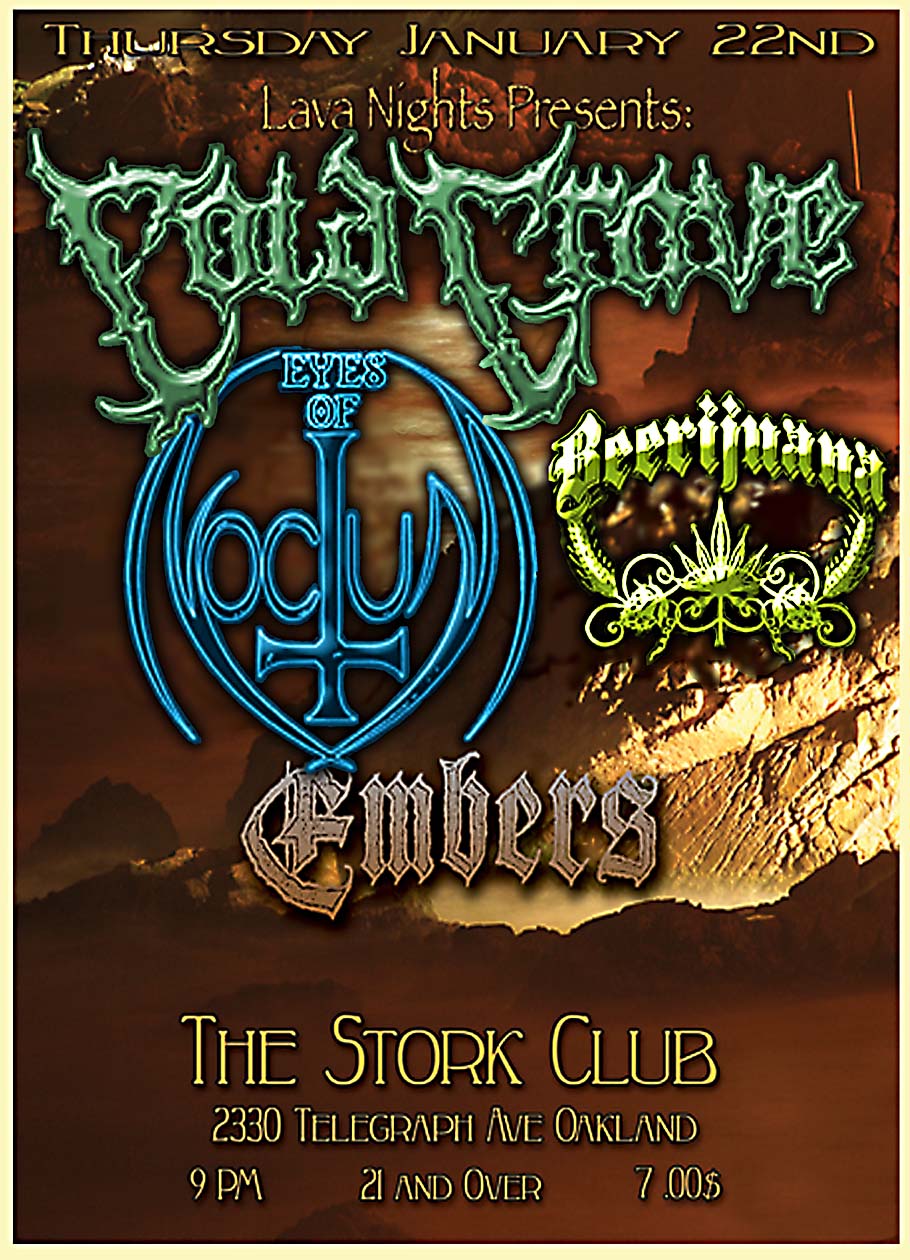 Thursday January 22nd
Lava Nights Presents:
Cold Grave
Eyes
of
Noctum
Beerijuana
Embers
The Stork Club
2330 Telegraph Ave Oakland
9 PM 21 and Over 7 .00$